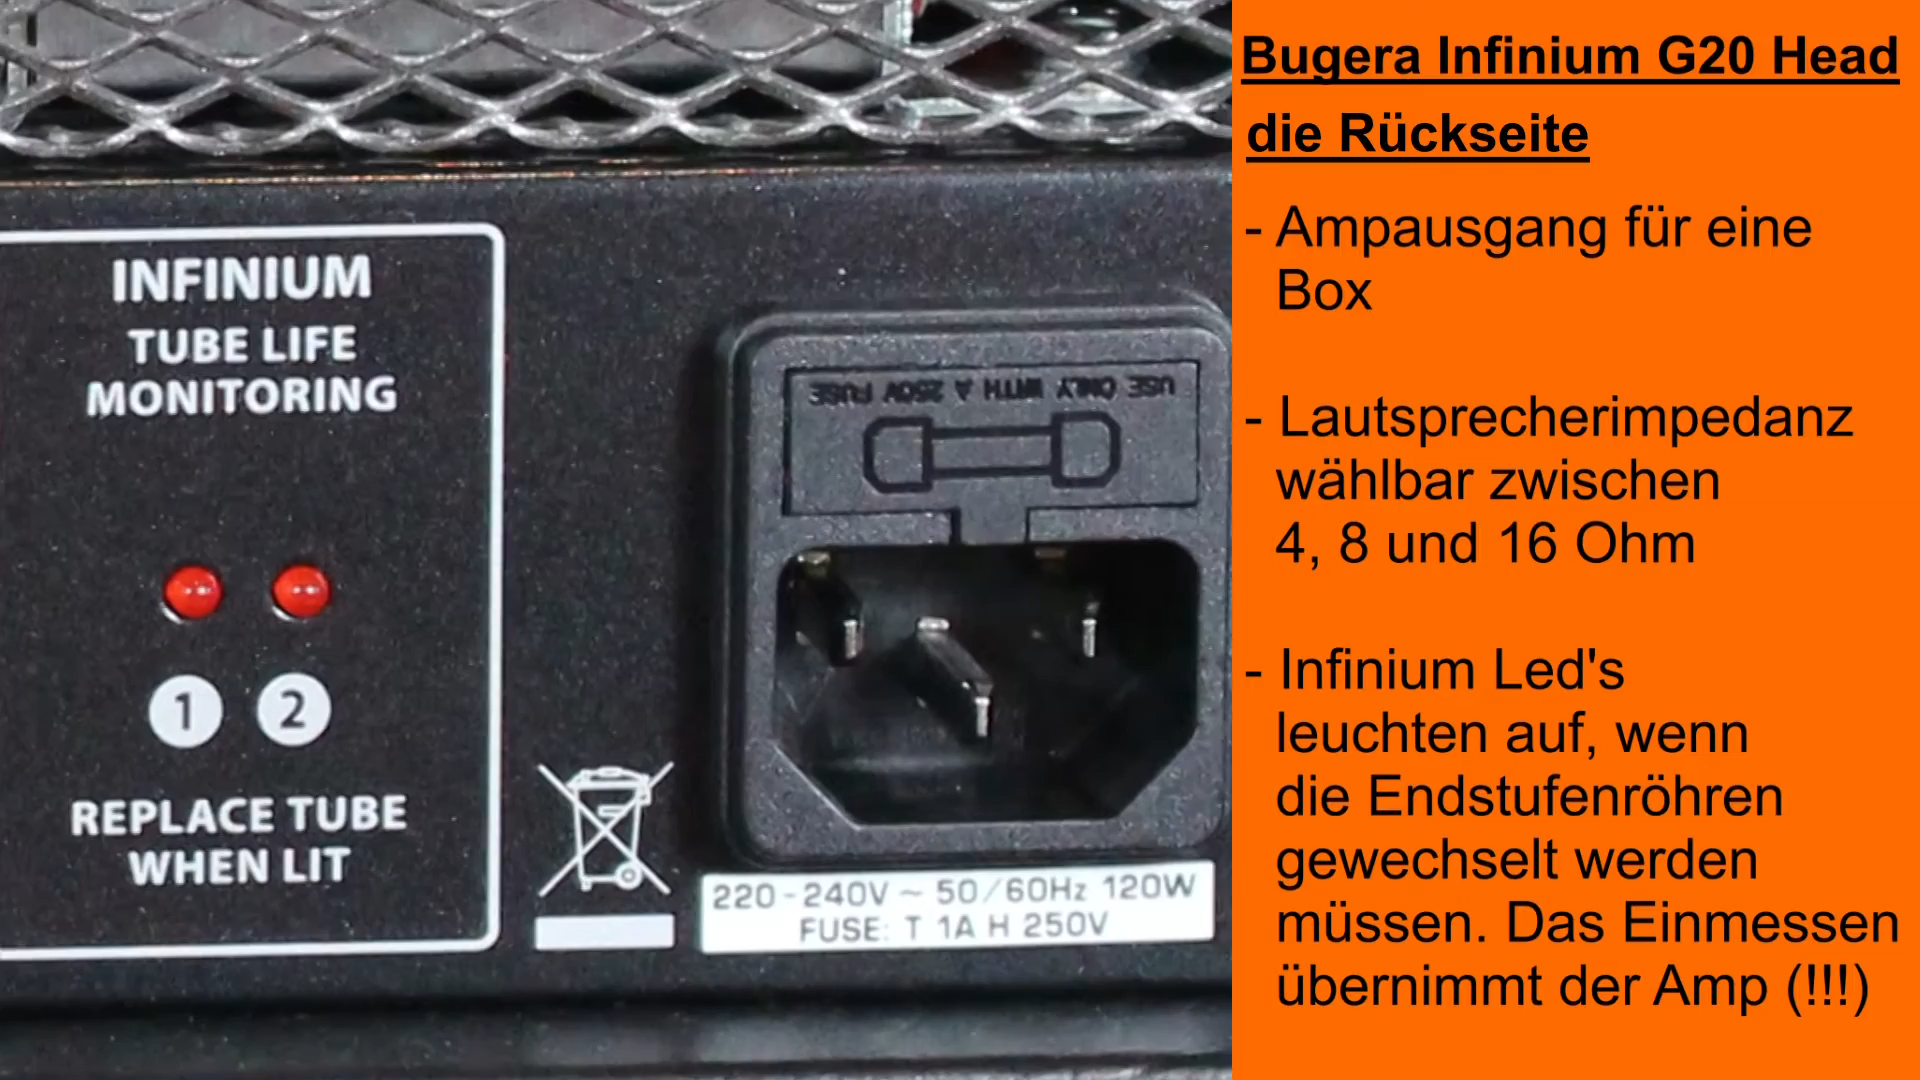 INFINIUM
TUBE LIFE
MONITORING
1 2
REPLACE TUBE
WHEN LIT
USE ONLY WITH A 250V FUSE
220-240V ~ 50/60Hz 120W
FUSE: T 1A H 250V
Bugera Infinium G20 Head
die Rückseite
- Ampausgang für eine
Box
- Lautsprecherimpedanz
wählbar zwischen
4, 8 und 16 Ohm
- Infinium Led's
leuchten auf, wenn
die Endstufenröhren
gewechselt werden
müssen. Das Einmessen
übernimmt der Amp (!!!)